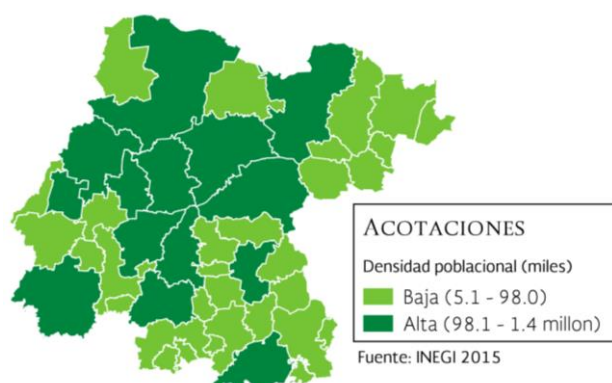 ACOTACIONES
Densidad poblacional (miles)
Baja (5.1 - 98.0)
Alta (98.1 - 1.4 millon)
Fuente: INEGI 2015